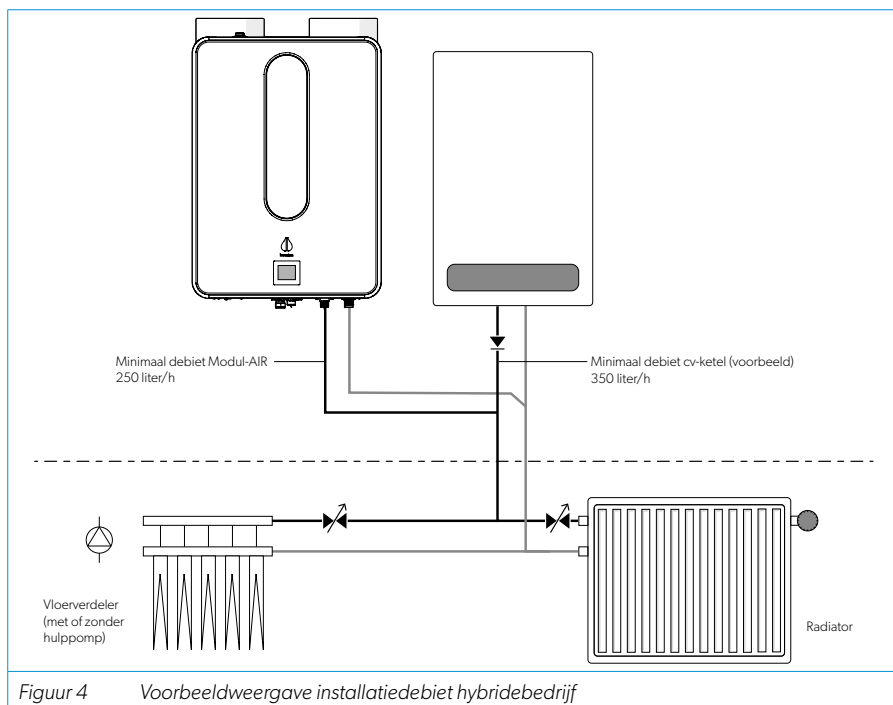 Minimaal debiet Modul-AIR
250 liter/h
Minimaal debiet cv-ketel (voorbeeld)
350 liter/h
Vloerverdeler
(met of zonder
hulppomp)
Radiator
Figuur 4 Voorbeeldweergave installatiedebiet hybridebedrijf